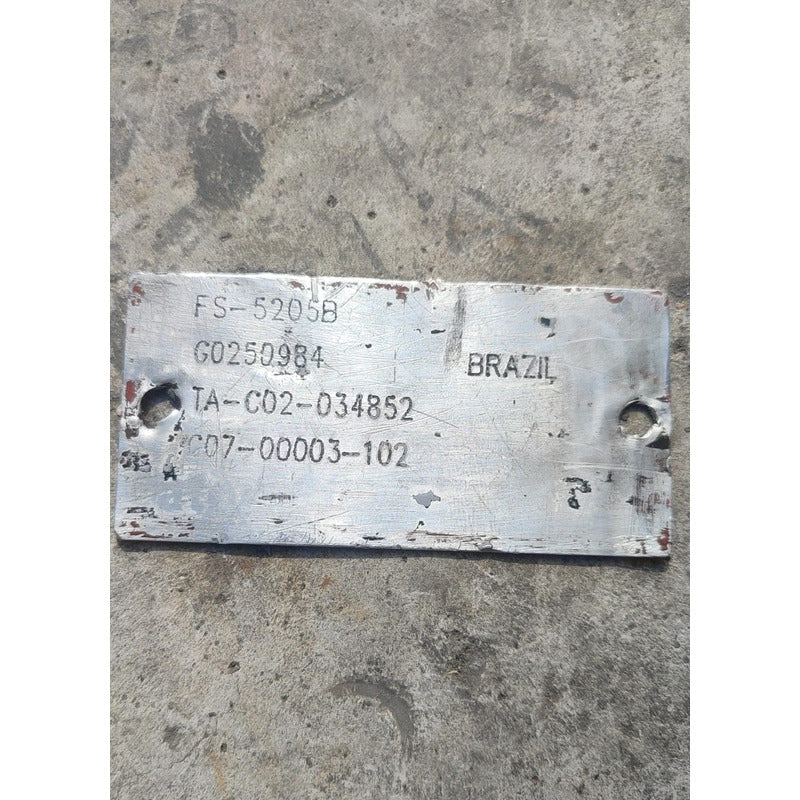 FS-5205B
G0250984
BRAZIL
TA-C02-034852
C07-00003-102